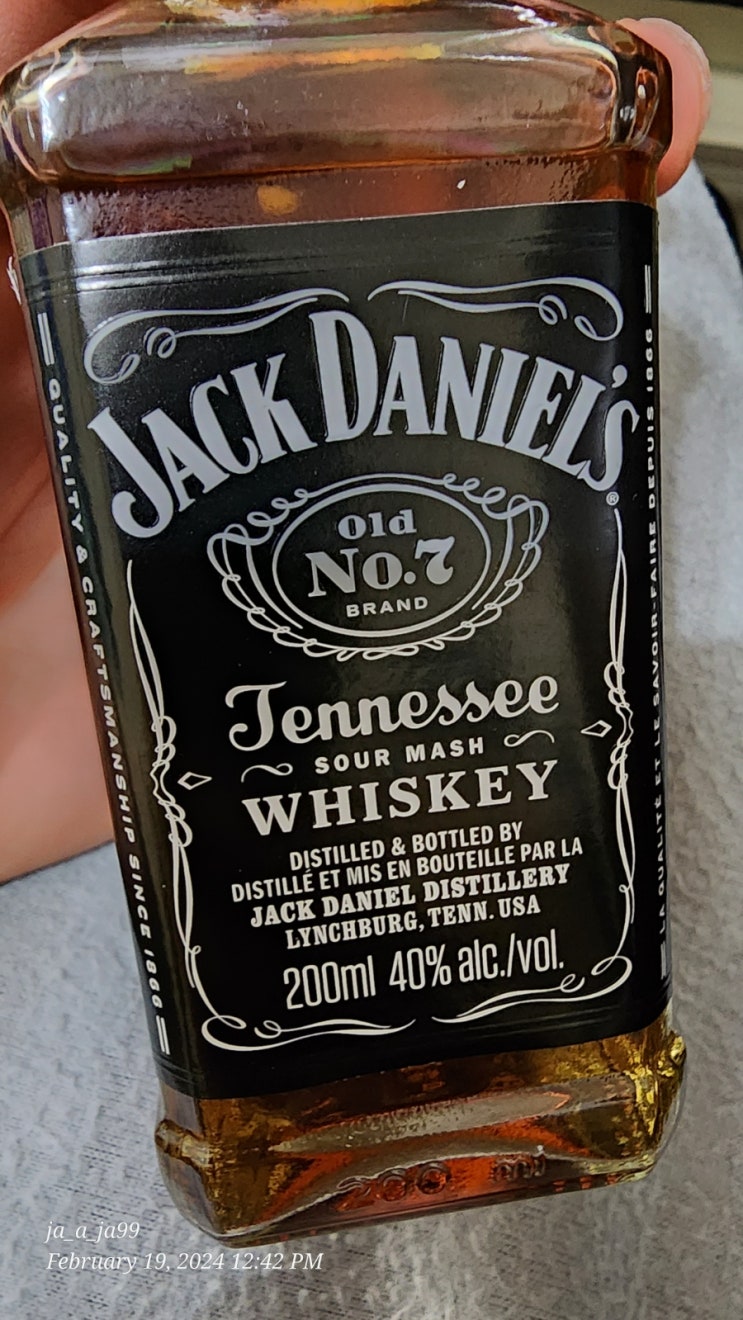 JACK DANIEL'S®
Old
No.7
BRAND
Tennessee
SOUR MASH
WHISKEY
DISTILLED & BOTTLED BY
DISTILLÉ ET MIS EN BOUTEILLE PAR LA
JACK DANIEL DISTILLERY
LYNCHBURG, TENN. USA
200ml 40% alc./vol.
QUALITY & CRAFTSMANSHIP SINCE 1866
LA QUALITÉ ET LE SAVOIR-FAIRE DEPUIS 1866
200 ml
ja_a_ja99
February 19, 2024 12:42 PM